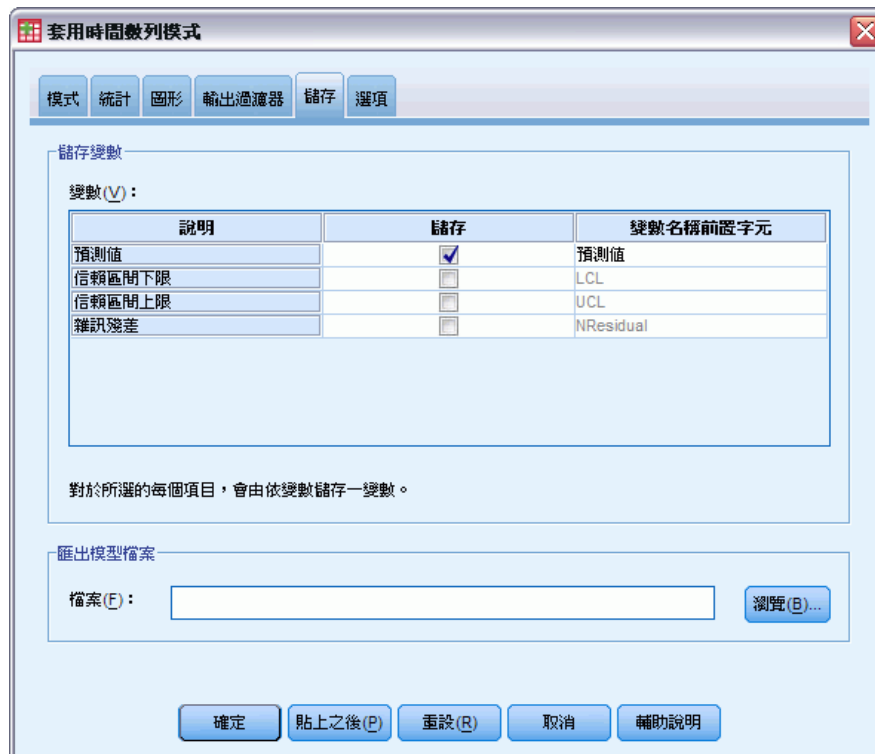 套用時間數列模式
模式 統計 圖形 輸出過濾器 儲存 選項
儲存變數
變數(V)：
說明 儲存 變數名稱前置字元
預測值 預測值
信賴區間下限 LCL
信賴區間上限 UCL
雜訊殘差 NResidual
對於所選的每個項目，會由依變數儲存一變數。
匯出模型檔案
檔案(F)：
瀏覽(B)...
確定 貼上之後(P) 重設(R) 取消 輔助說明